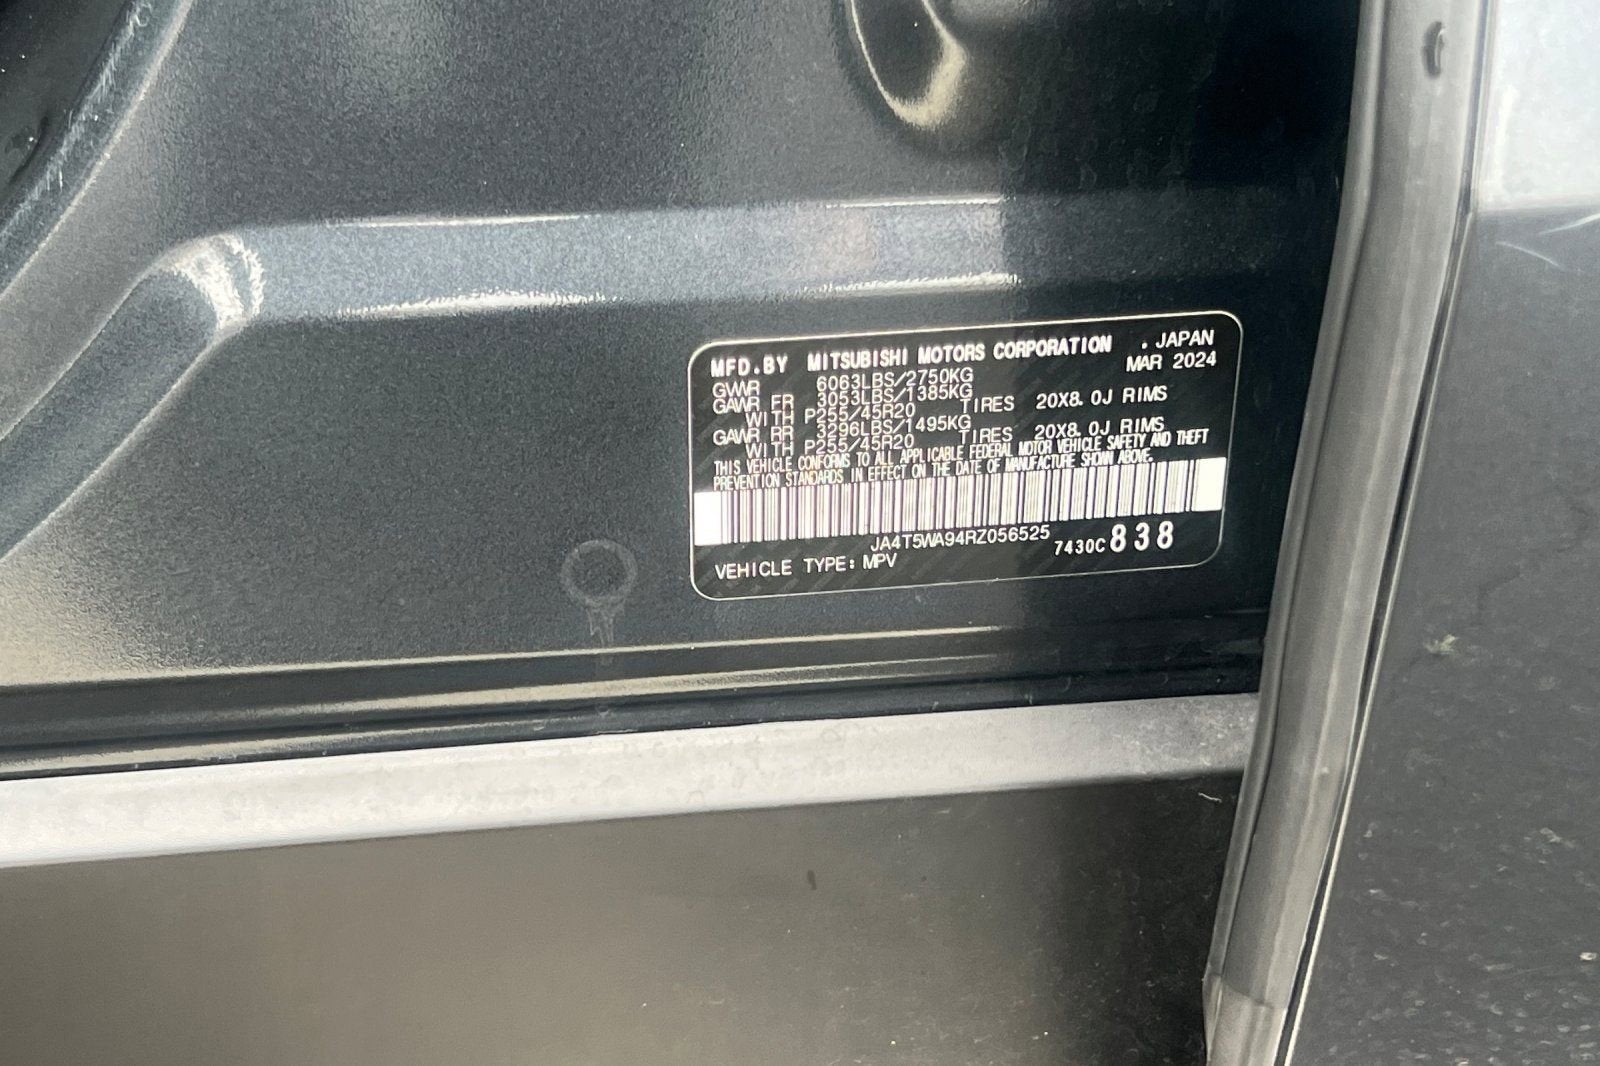 MFD.BY MITSUBISHI MOTORS CORPORATION . JAPAN
MAR 2024
GVWR 6063LBS/2750KG
GAWR FR 3053LBS/1385KG
WITH P255/45R20 TIRES 20X8.0J RIMS
GAWR RR 3296LBS/1495KG
WITH P255/45R20 TIRES 20X8.0J RIMS
THIS VEHICLE CONFORMS TO ALL APPLICABLE FEDERAL MOTOR VEHICLE SAFETY AND THEFT
PREVENTION STANDARDS IN EFFECT ON THE DATE OF MANUFACTURE SHOWN ABOVE.
JA4T5WA94RZ056525 7430C 838
VEHICLE TYPE: MPV